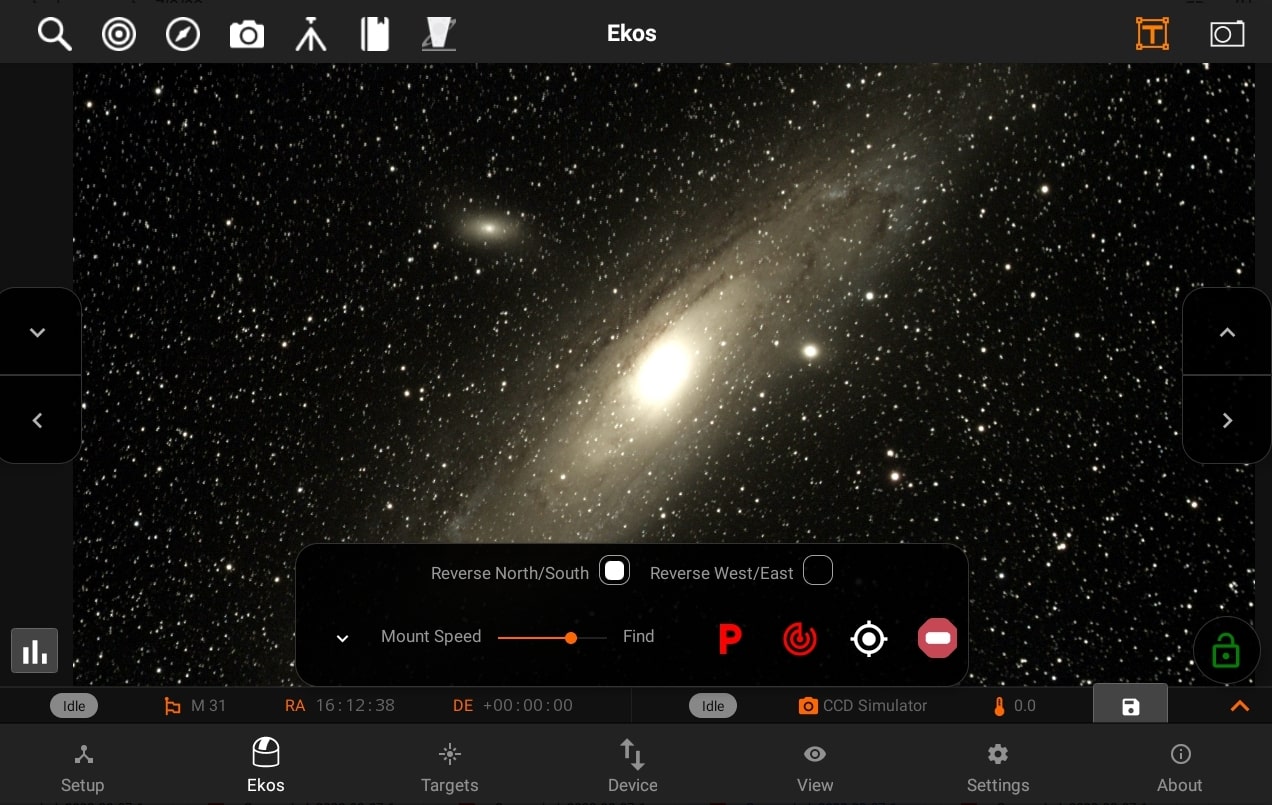 Ekos
T
Reverse North/South Reverse West/East
Mount Speed Find P
Idle M 31 RA 16:12:38 DE +00:00:00 Idle CCD Simulator 0.0
Setup Ekos Targets Device View Settings About